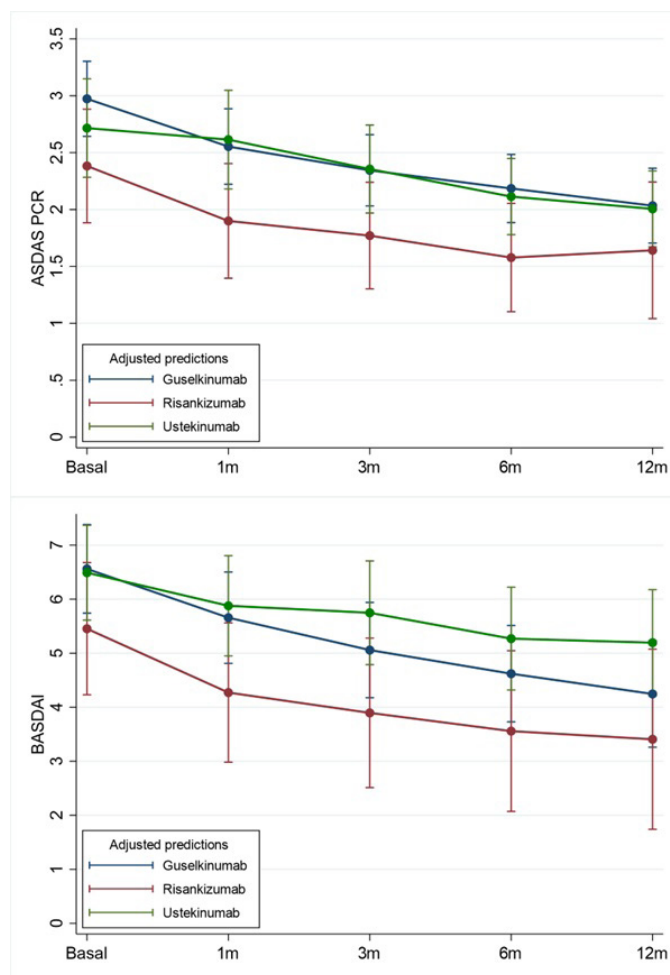 3.5
3
2.5
2
1.5
1
.5
0
ASDAS PCR
Adjusted predictions
Guselkinumab
Risankizumab
Ustekinumab
Basal 1m 3m 6m 12m
7
6
5
4
3
2
1
0
BASDAI
Adjusted predictions
Guselkinumab
Risankizumab
Ustekinumab
Basal 1m 3m 6m 12m